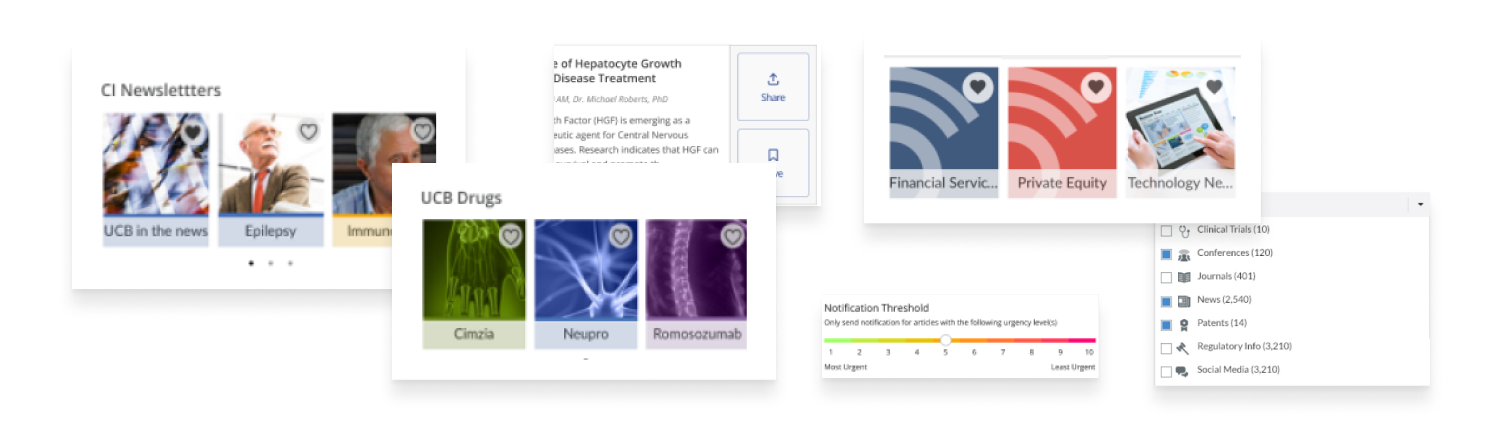 CI Newslettters
UCB in the news
Epilepsy
Immun
UCB Drugs
Cimzia
Neupro
Romosozumab
e of Hepatocyte Growth
Disease Treatment
AM, Dr. Michael Roberts, PhD
th Factor (HGF) is emerging as a
eutic agent for Central Nervous
ases. Research indicates that HGF can
Share
ve
Financial Servic...
Private Equity
Technology Ne...
Notification Threshold
Only send notification for articles with the following urgency level(s)
1 2 3 4 5 6 7 8 9 10
Most Urgent Least Urgent
Clinical Trials (10)
Conferences (120)
Journals (401)
News (2,540)
Patents (14)
Regulatory Info (3,210)
Social Media (3,210)